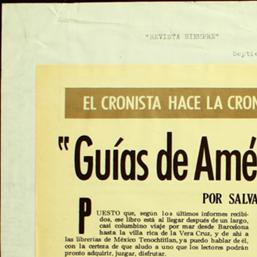 "REVISTA SIEMPRE"
Septie
EL CRONISTA HACE LA CRON
"Guías de Amé
POR SALVA
PUESTO que, según los últimos informes recibi-
dos, ese libro está al llegar después de un largo,
casi columbino viaje por mar desde Barcelona
hasta la villa rica de la Vera Cruz, y de ahí a
las librerías de México Tenochtitlan, ya puedo hablar de él,
con la certeza de que aludo a uno que los lectores podrán
pronto adquirir, juzgar, disfrutar.